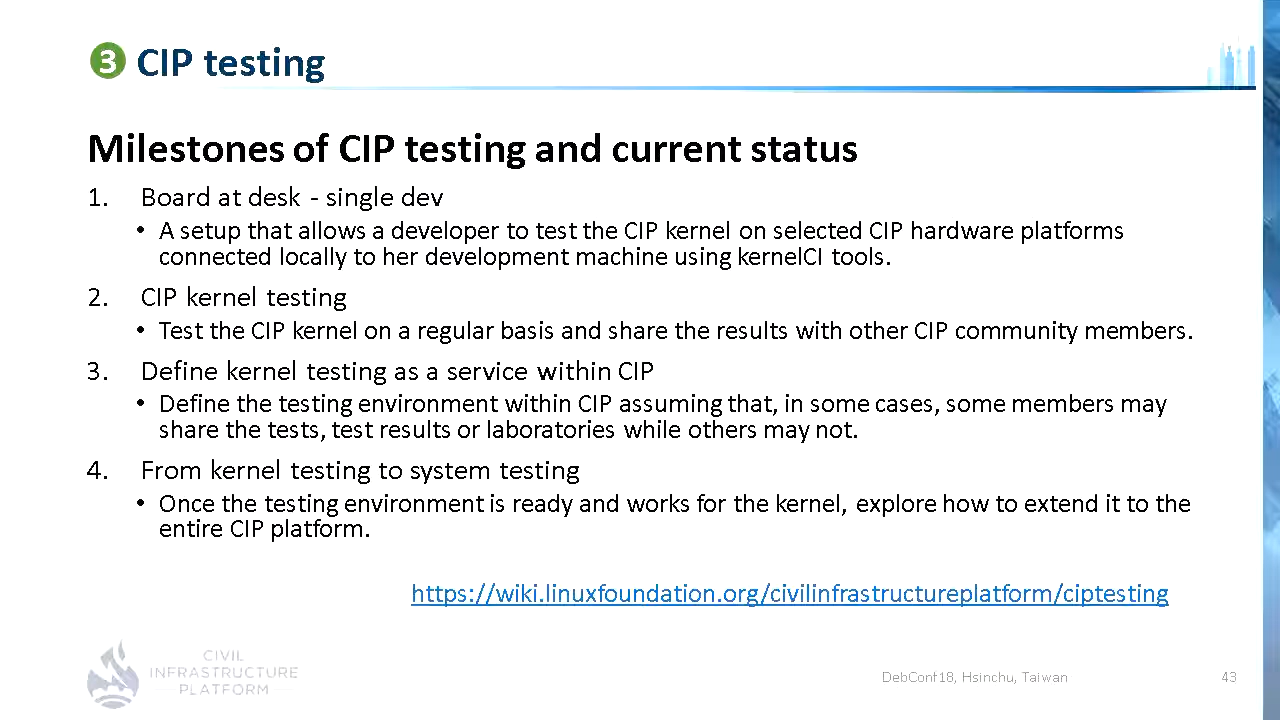 3 CIP testing
Milestones of CIP testing and current status
1. Board at desk - single dev
• A setup that allows a developer to test the CIP kernel on selected CIP hardware platforms
connected locally to her development machine using kernelCI tools.
2. CIP kernel testing
• Test the CIP kernel on a regular basis and share the results with other CIP community members.
3. Define kernel testing as a service within CIP
• Define the testing environment within CIP assuming that, in some cases, some members may
share the tests, test results or laboratories while others may not.
4. From kernel testing to system testing
• Once the testing environment is ready and works for the kernel, explore how to extend it to the
entire CIP platform.
https://wiki.linuxfoundation.org/civilinfrastructureplatform/ciptesting
CIVIL
INFRASTRUCTURE
PLATFORM
DebConf18, Hsinchu, Taiwan 43